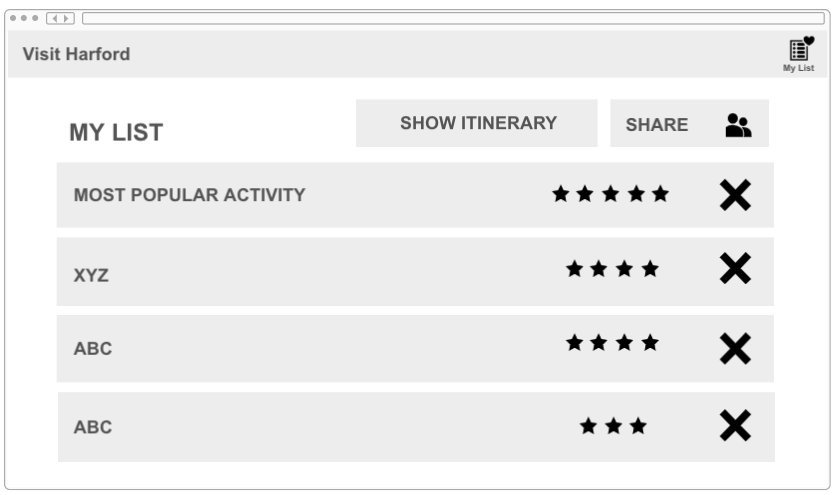 Visit Harford
My List
MY LIST
SHOW ITINERARY
SHARE
MOST POPULAR ACTIVITY
XYZ
ABC
ABC